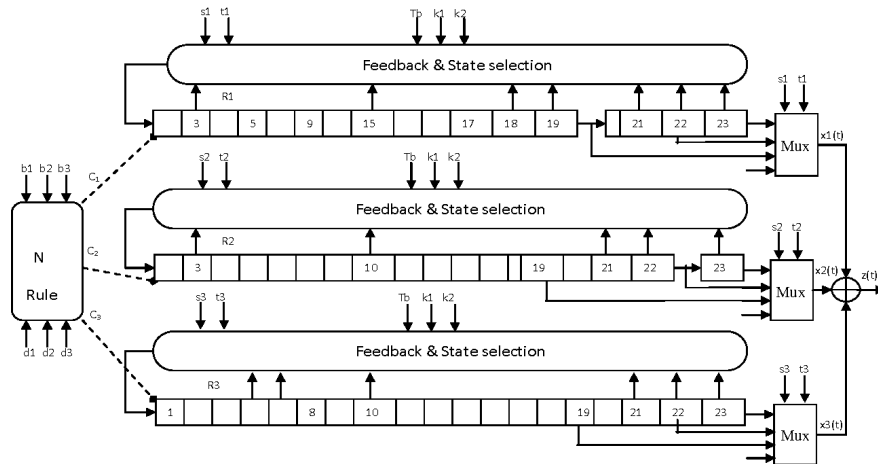 s1 t1 Tb k1 k2
Feedback & State selection
R1
3 5 9 15 17 18 19 21 22 23
s1 t1
Mux
x1(t)
C1
b1 b2 b3
N
Rule
d1 d2 d3
s2 t2 Tb k1 k2
Feedback & State selection
R2
C2
3 10 19 21 22 23
s2 t2
Mux
x2(t)
z(t)
C3
s3 t3 Tb k1 k2
Feedback & State selection
R3
1 8 10 19 21 22 23
s3 t3
Mux
x3(t)